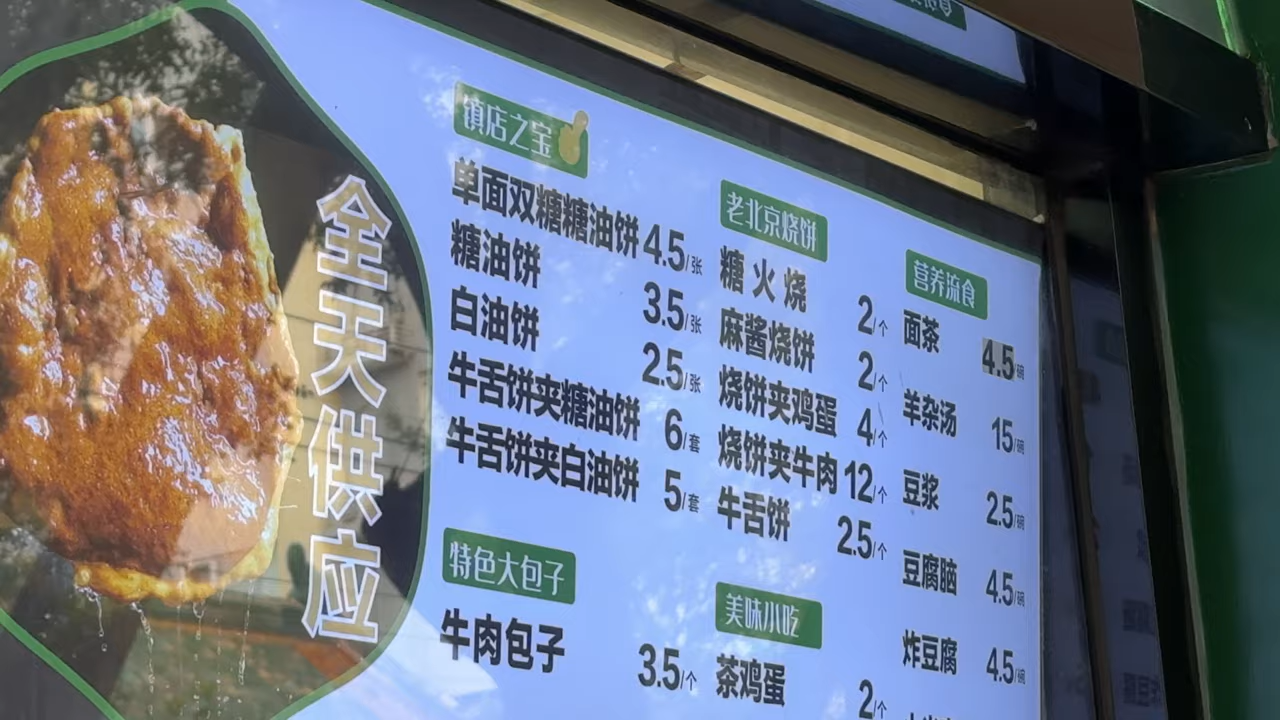 全天供应
镇店之宝
单面双糖糖油饼 4.5/张
糖油饼 3.5/张
白油饼 2.5/张
牛舌饼夹糖油饼 6/套
牛舌饼夹白油饼 5/套
特色大包子
牛肉包子 3.5/个
老北京烧饼
糖火烧 2/个
麻酱烧饼 2/个
烧饼夹鸡蛋 4/个
烧饼夹牛肉 12/个
牛舌饼 2.5/个
美味小吃
茶鸡蛋 2/个
营养流食
面茶 4.5/碗
羊杂汤 15/碗
豆浆 2.5/碗
豆腐脑 4.5/碗
炸豆腐 4.5/碗